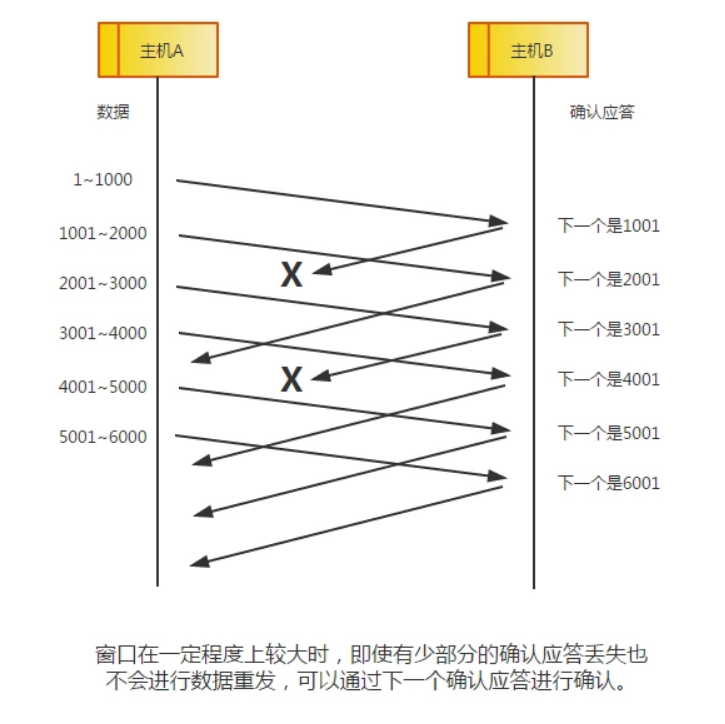 主机A 主机B
数据 确认应答
1~1000
下一个是1001
1001~2000
X
下一个是2001
2001~3000
下一个是3001
3001~4000
X
下一个是4001
4001~5000
下一个是5001
5001~6000
下一个是6001
窗口在一定程度上较大时，即使有少部分的确认应答丢失也
不会进行数据重发，可以通过下一个确认应答进行确认。